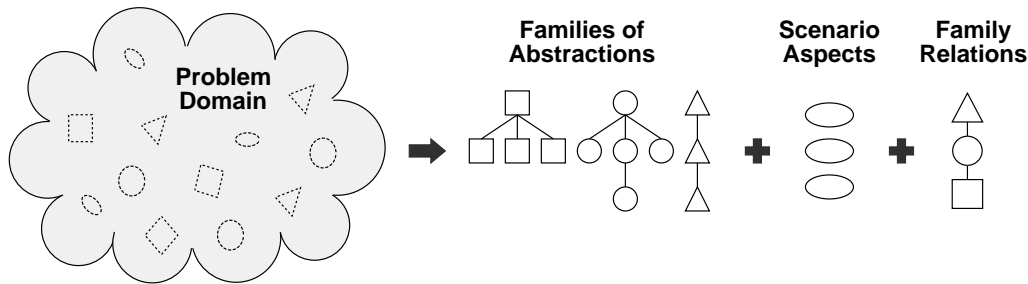 Problem
Domain
Families of
Abstractions
Scenario
Aspects
Family
Relations